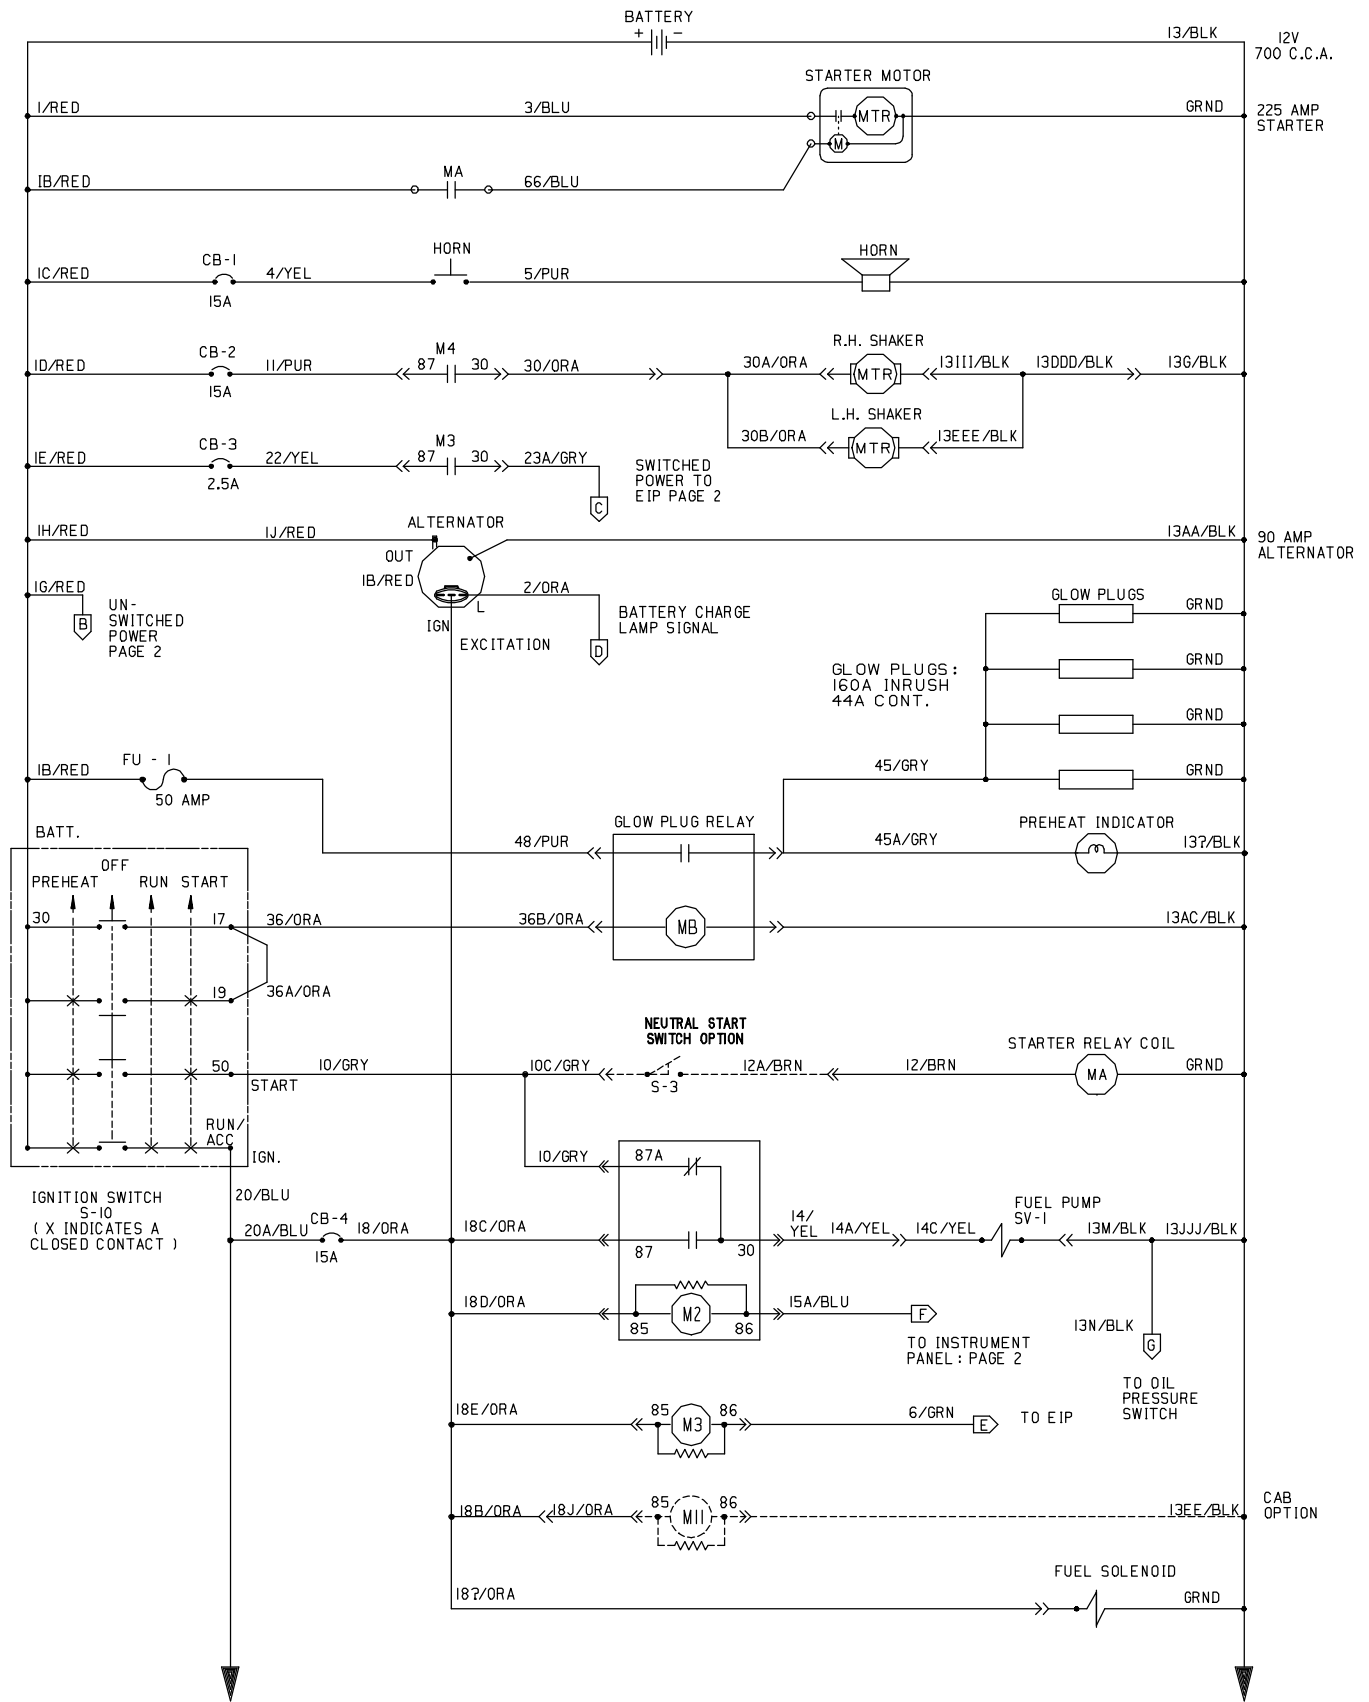 BATTERY
+ -
13/BLK
12V
700 C.C.A.
STARTER MOTOR
1/RED
3/BLU
MTR
GRND
225 AMP
STARTER
M
1B/RED
MA
66/BLU
HORN
HORN
CB-1
1C/RED
4/YEL
5/PUR
15A
R.H. SHAKER
CB-2
M4
1D/RED
11/PUR
87
30
30/ORA
30A/ORA
MTR
13III/BLK
13DDD/BLK
13G/BLK
15A
L.H. SHAKER
30B/ORA
MTR
13EEE/BLK
CB-3
M3
1E/RED
22/YEL
87
30
23A/GRY
2.5A
SWITCHED
POWER TO
EIP PAGE 2
C
ALTERNATOR
1H/RED
1J/RED
13AA/BLK
90 AMP
ALTERNATOR
OUT
1B/RED
1G/RED
2/ORA
L
GLOW PLUGS
GRND
B
UN-
SWITCHED
POWER
PAGE 2
IGN
EXCITATION
BATTERY CHARGE
LAMP SIGNAL
D
GRND
GLOW PLUGS:
160A INRUSH
44A CONT.
GRND
FU - 1
1B/RED
45/GRY
GRND
50 AMP
GLOW PLUG RELAY
PREHEAT INDICATOR
BATT.
48/PUR
45A/GRY
13?/BLK
OFF
PREHEAT
RUN
START
30
17
36/ORA
36B/ORA
MB
13AC/BLK
19
36A/ORA
NEUTRAL START
SWITCH OPTION
STARTER RELAY COIL
50
10/GRY
10C/GRY
S-3
12A/BRN
12/BRN
MA
GRND
START
RUN/
ACC
IGN.
10/GRY
87A
IGNITION SWITCH
S-10
( X INDICATES A
CLOSED CONTACT )
20/BLU
FUEL PUMP
SV-1
20A/BLU
CB-4
18/ORA
18C/ORA
14/
YEL
14A/YEL
14C/YEL
13M/BLK
13JJJ/BLK
15A
87
30
18D/ORA
M2
15A/BLU
F
85
86
13N/BLK
G
TO INSTRUMENT
PANEL: PAGE 2
TO OIL
PRESSURE
SWITCH
18E/ORA
85
M3
86
6/GRN
E
TO EIP
18B/ORA
18J/ORA
85
M11
86
13EE/BLK
CAB
OPTION
FUEL SOLENOID
18?/ORA
GRND